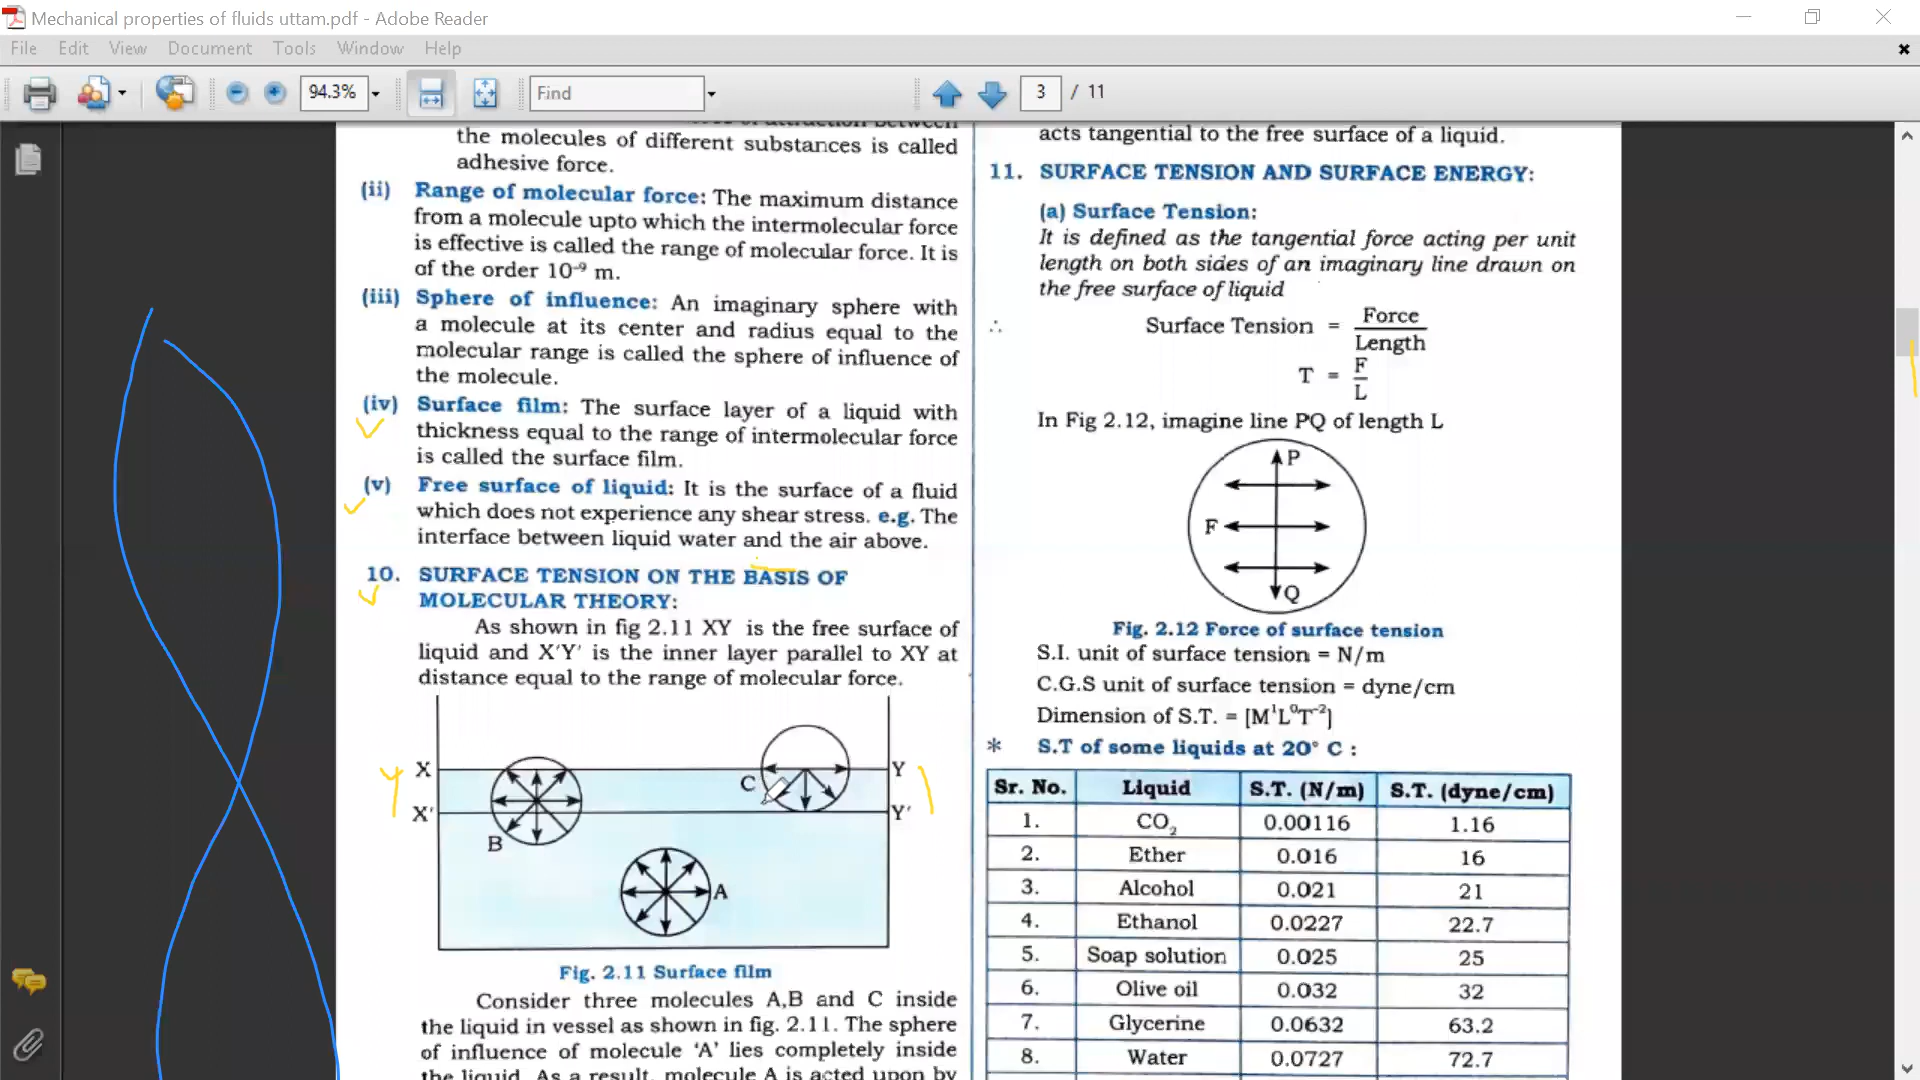 Mechanical properties of fluids uttam.pdf - Adobe Reader
File Edit View Document Tools Window Help
94.3% Find 3 / 11
the molecules of different substances is called
adhesive force.
(ii) Range of molecular force: The maximum distance
from a molecule upto which the intermolecular force
is effective is called the range of molecular force. It is
of the order 10⁻⁹ m.
(iii) Sphere of influence: An imaginary sphere with
a molecule at its center and radius equal to the
molecular range is called the sphere of influence of
the molecule.
(iv) Surface film: The surface layer of a liquid with
thickness equal to the range of intermolecular force
is called the surface film.
(v) Free surface of liquid: It is the surface of a fluid
which does not experience any shear stress. e.g. The
interface between liquid water and the air above.
10. SURFACE TENSION ON THE BASIS OF
MOLECULAR THEORY:
As shown in fig 2.11 XY is the free surface of
liquid and X'Y' is the inner layer parallel to XY at
distance equal to the range of molecular force.
X Y
C
X' Y'
B
A
Fig. 2.11 Surface film
Consider three molecules A,B and C inside
the liquid in vessel as shown in fig. 2.11. The sphere
of influence of molecule 'A' lies completely inside
the liquid. As a result, molecule A is acted upon by
acts tangential to the free surface of a liquid.
11. SURFACE TENSION AND SURFACE ENERGY:
(a) Surface Tension:
It is defined as the tangential force acting per unit
length on both sides of an imaginary line drawn on
the free surface of liquid
∴ Surface Tension = Force / Length
T = F / L
In Fig 2.12, imagine line PQ of length L
P
F
Q
Fig. 2.12 Force of surface tension
S.I. unit of surface tension = N/m
C.G.S unit of surface tension = dyne/cm
Dimension of S.T. = [M¹L⁰T⁻²]
* S.T of some liquids at 20° C :
Sr. No. Liquid S.T. (N/m) S.T. (dyne/cm)
1. CO₂ 0.00116 1.16
2. Ether 0.016 16
3. Alcohol 0.021 21
4. Ethanol 0.0227 22.7
5. Soap solution 0.025 25
6. Olive oil 0.032 32
7. Glycerine 0.0632 63.2
8. Water 0.0727 72.7